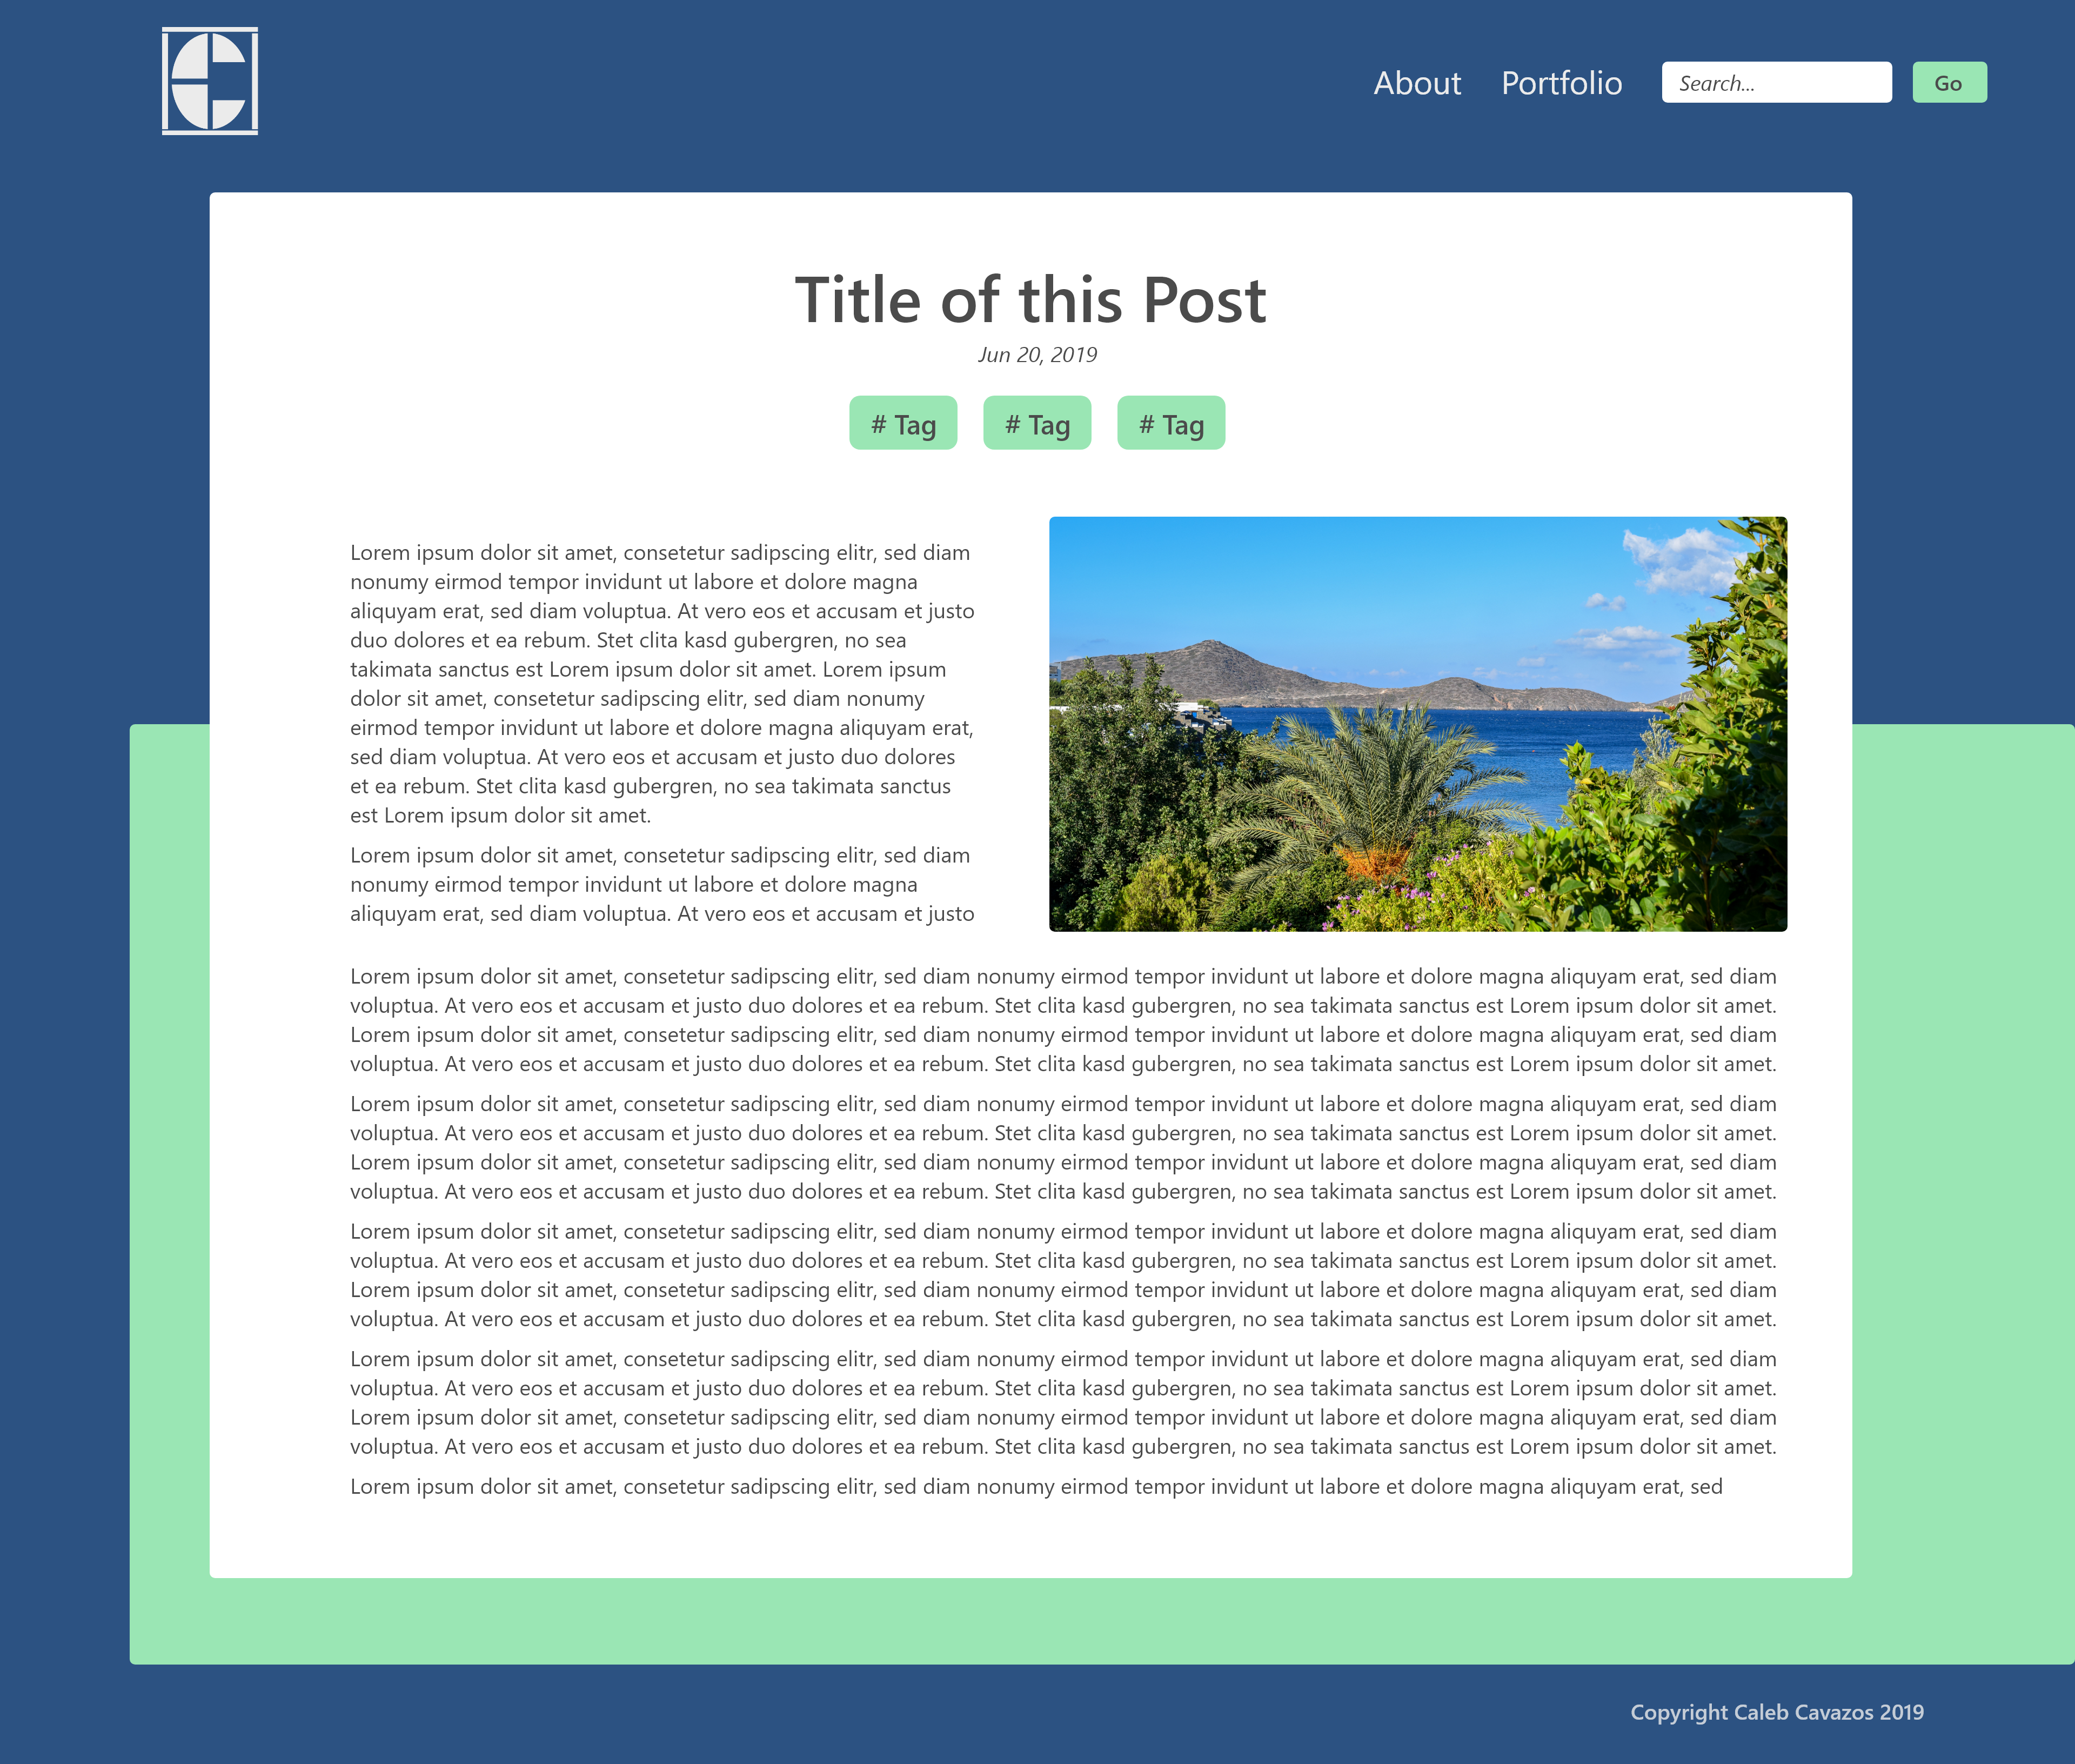 About Portfolio Search... Go
Title of this Post
Jun 20, 2019
# Tag # Tag # Tag
Lorem ipsum dolor sit amet, consetetur sadipscing elitr, sed diam
nonumy eirmod tempor invidunt ut labore et dolore magna
aliquyam erat, sed diam voluptua. At vero eos et accusam et justo
duo dolores et ea rebum. Stet clita kasd gubergren, no sea
takimata sanctus est Lorem ipsum dolor sit amet. Lorem ipsum
dolor sit amet, consetetur sadipscing elitr, sed diam nonumy
eirmod tempor invidunt ut labore et dolore magna aliquyam erat,
sed diam voluptua. At vero eos et accusam et justo duo dolores
et ea rebum. Stet clita kasd gubergren, no sea takimata sanctus
est Lorem ipsum dolor sit amet.
Lorem ipsum dolor sit amet, consetetur sadipscing elitr, sed diam
nonumy eirmod tempor invidunt ut labore et dolore magna
aliquyam erat, sed diam voluptua. At vero eos et accusam et justo
Lorem ipsum dolor sit amet, consetetur sadipscing elitr, sed diam nonumy eirmod tempor invidunt ut labore et dolore magna aliquyam erat, sed diam
voluptua. At vero eos et accusam et justo duo dolores et ea rebum. Stet clita kasd gubergren, no sea takimata sanctus est Lorem ipsum dolor sit amet.
Lorem ipsum dolor sit amet, consetetur sadipscing elitr, sed diam nonumy eirmod tempor invidunt ut labore et dolore magna aliquyam erat, sed diam
voluptua. At vero eos et accusam et justo duo dolores et ea rebum. Stet clita kasd gubergren, no sea takimata sanctus est Lorem ipsum dolor sit amet.
Lorem ipsum dolor sit amet, consetetur sadipscing elitr, sed diam nonumy eirmod tempor invidunt ut labore et dolore magna aliquyam erat, sed diam
voluptua. At vero eos et accusam et justo duo dolores et ea rebum. Stet clita kasd gubergren, no sea takimata sanctus est Lorem ipsum dolor sit amet.
Lorem ipsum dolor sit amet, consetetur sadipscing elitr, sed diam nonumy eirmod tempor invidunt ut labore et dolore magna aliquyam erat, sed diam
voluptua. At vero eos et accusam et justo duo dolores et ea rebum. Stet clita kasd gubergren, no sea takimata sanctus est Lorem ipsum dolor sit amet.
Lorem ipsum dolor sit amet, consetetur sadipscing elitr, sed diam nonumy eirmod tempor invidunt ut labore et dolore magna aliquyam erat, sed diam
voluptua. At vero eos et accusam et justo duo dolores et ea rebum. Stet clita kasd gubergren, no sea takimata sanctus est Lorem ipsum dolor sit amet.
Lorem ipsum dolor sit amet, consetetur sadipscing elitr, sed diam nonumy eirmod tempor invidunt ut labore et dolore magna aliquyam erat, sed diam
voluptua. At vero eos et accusam et justo duo dolores et ea rebum. Stet clita kasd gubergren, no sea takimata sanctus est Lorem ipsum dolor sit amet.
Lorem ipsum dolor sit amet, consetetur sadipscing elitr, sed diam nonumy eirmod tempor invidunt ut labore et dolore magna aliquyam erat, sed diam
voluptua. At vero eos et accusam et justo duo dolores et ea rebum. Stet clita kasd gubergren, no sea takimata sanctus est Lorem ipsum dolor sit amet.
Lorem ipsum dolor sit amet, consetetur sadipscing elitr, sed diam nonumy eirmod tempor invidunt ut labore et dolore magna aliquyam erat, sed diam
voluptua. At vero eos et accusam et justo duo dolores et ea rebum. Stet clita kasd gubergren, no sea takimata sanctus est Lorem ipsum dolor sit amet.
Lorem ipsum dolor sit amet, consetetur sadipscing elitr, sed diam nonumy eirmod tempor invidunt ut labore et dolore magna aliquyam erat, sed
Copyright Caleb Cavazos 2019